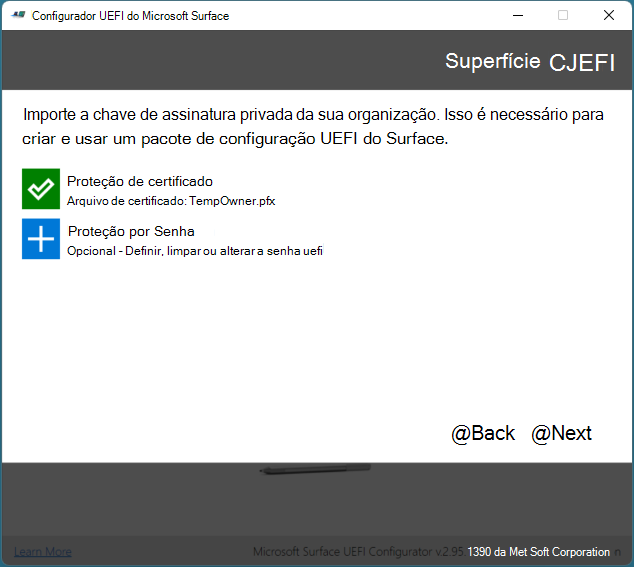 Configurador UEFI do Microsoft Surface
Superfície CJEFI
Importe a chave de assinatura privada da sua organização. Isso é necessário para
criar e usar um pacote de configuração UEFI do Surface.
Proteção de certificado
Arquivo de certificado: TempOwner.pfx
Proteção por Senha
Opcional - Definir, limpar ou alterar a senha uefi
@Back @Next
Learn More
Microsoft Surface UEFI Configurator v.2.95. 1390 da Met Soft Corporation n